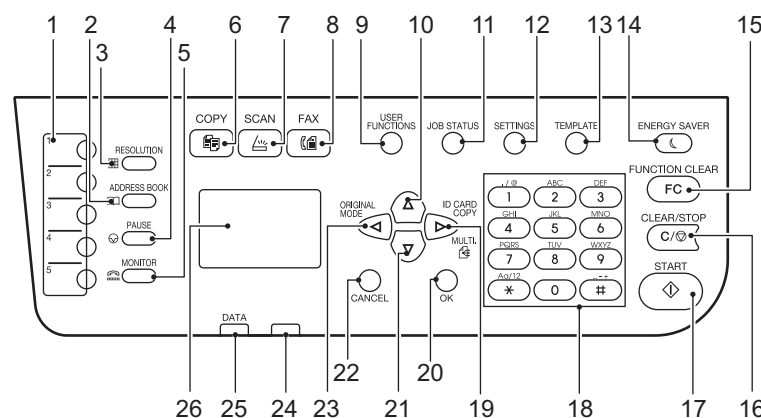 1 2 3 4 5 6 7 8 9 10 11 12 13 14 15
COPY SCAN FAX
USER FUNCTIONS
JOB STATUS
SETTINGS
TEMPLATE
ENERGY SAVER
1
2
3
4
5
RESOLUTION
ADDRESS BOOK
PAUSE
MONITOR
ORIGINAL MODE
ID CARD COPY
MULTI.
CANCEL
OK
. / @ ABC DEF
1 2 3
GHI JKL MNO
4 5 6
PQRS TUV WXYZ
7 8 9
Aa/12 _ - +
* 0 #
FUNCTION CLEAR
FC
CLEAR/STOP
C/
START
DATA
26 25 24 23 22 21 20 19 18 17 16